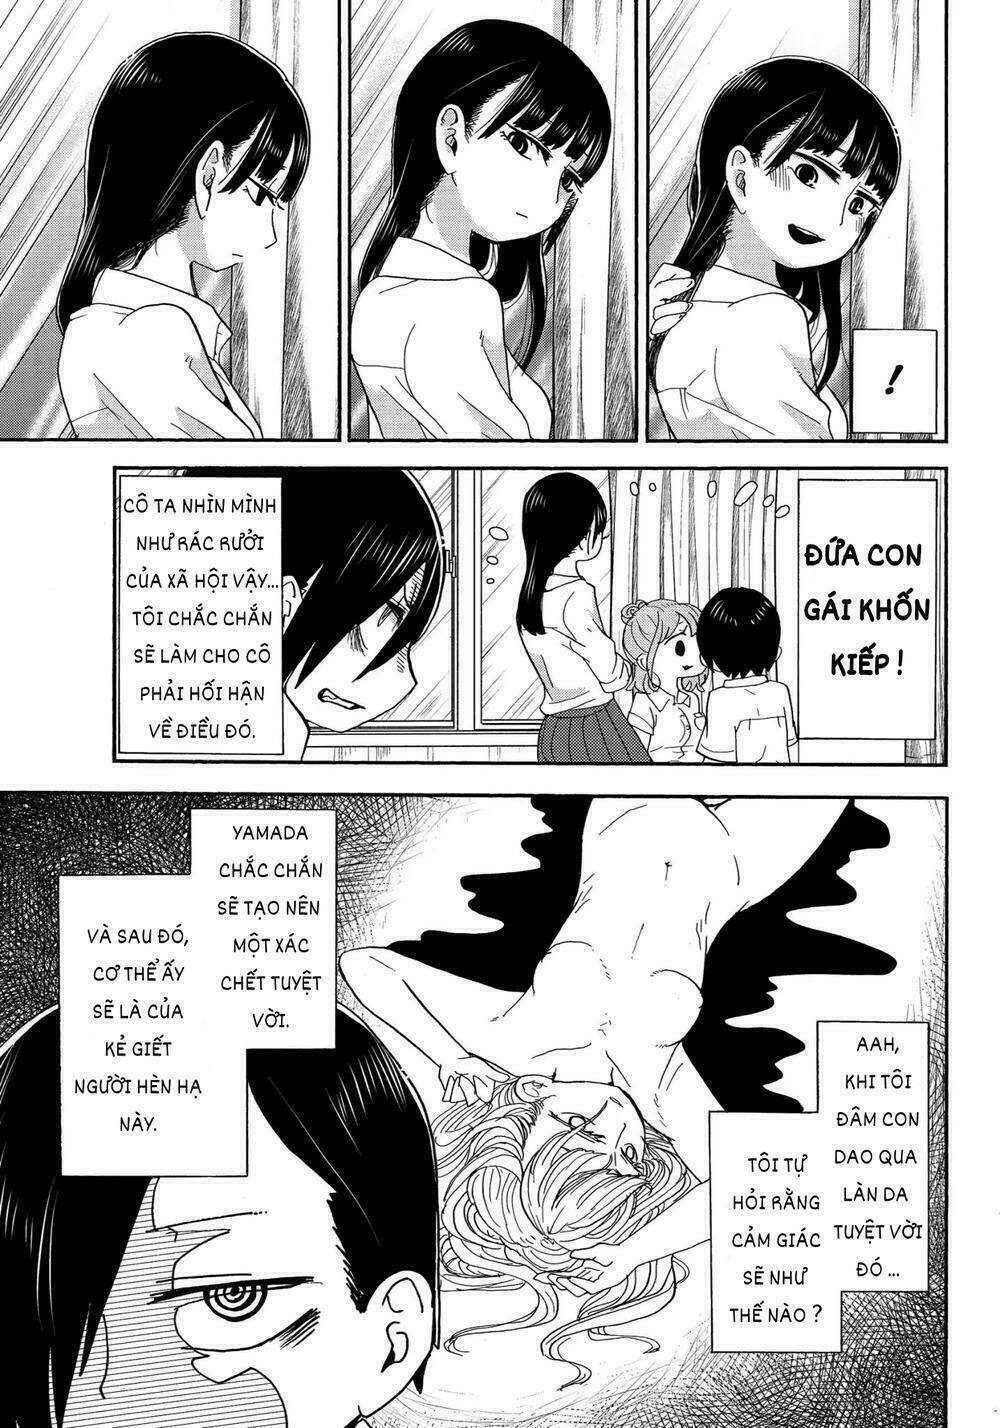 !
ĐỨA CON
GÁI KHỐN
KIẾP !
CÔ TA NHÌN MÌNH
NHƯ RÁC RƯỞI
CỦA XÃ HỘI VẬY...
TÔI CHẮC CHẮN
SẼ LÀM CHO CÔ
PHẢI HỐI HẬN
VỀ ĐIỀU ĐÓ.
AAH,
KHI TÔI
ĐÂM CON
DAO QUA
LÀN DA
TUYỆT VỜI
ĐÓ ...
TÔI TỰ
HỎI RẰNG
CẢM GIÁC
SẼ NHƯ
THẾ NÀO ?
YAMADA
CHẮC CHẮN
SẼ TẠO NÊN
MỘT XÁC
CHẾT TUYỆT
VỜI.
VÀ SAU ĐÓ,
CƠ THỂ ẤY
SẼ LÀ CỦA
KẺ GIẾT
NGƯỜI HÈN HẠ
NÀY.